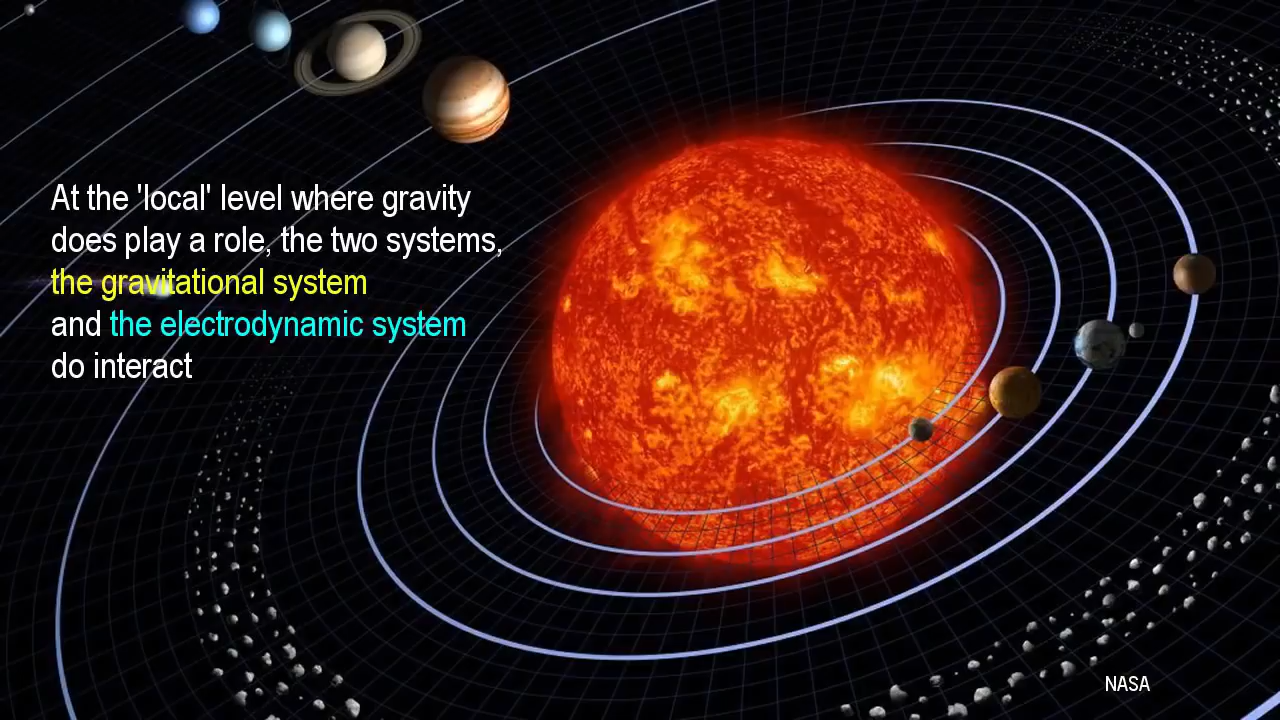 At the 'local' level where gravity
does play a role, the two systems,
the gravitational system
and the electrodynamic system
do interact
NASA